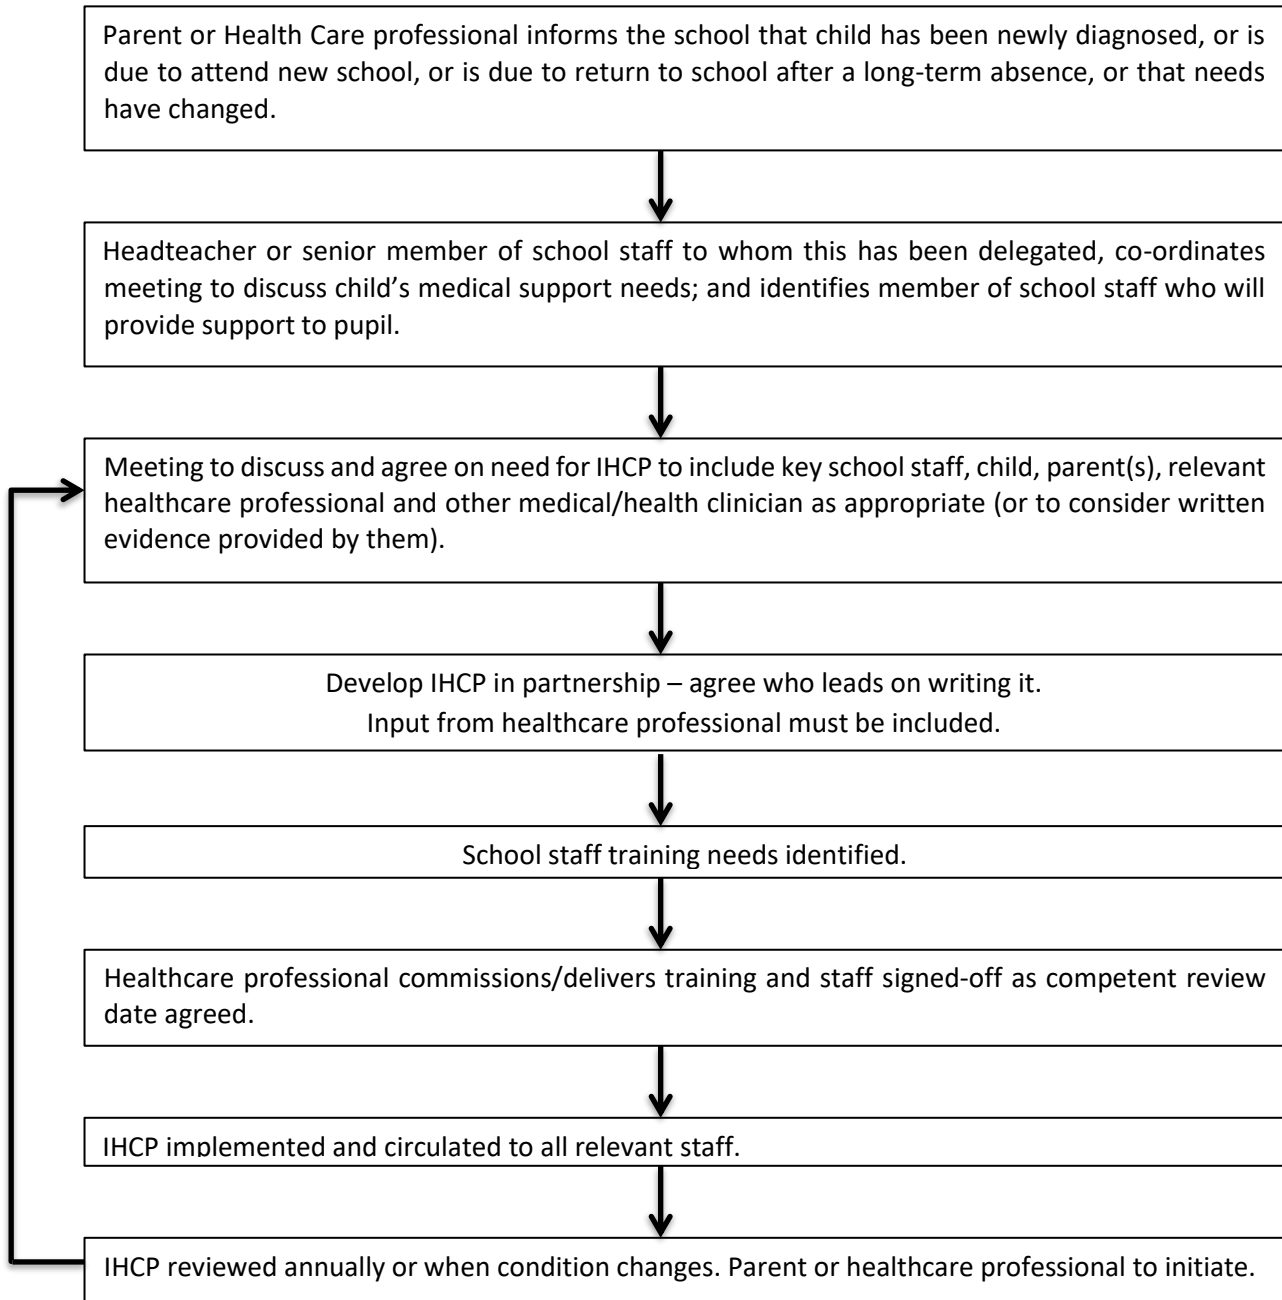 Parent or Health Care professional informs the school that child has been newly diagnosed, or is
due to attend new school, or is due to return to school after a long-term absence, or that needs
have changed.
Headteacher or senior member of school staff to whom this has been delegated, co-ordinates
meeting to discuss child’s medical support needs; and identifies member of school staff who will
provide support to pupil.
Meeting to discuss and agree on need for IHCP to include key school staff, child, parent(s), relevant
healthcare professional and other medical/health clinician as appropriate (or to consider written
evidence provided by them).
Develop IHCP in partnership – agree who leads on writing it.
Input from healthcare professional must be included.
School staff training needs identified.
Healthcare professional commissions/delivers training and staff signed-off as competent review
date agreed.
IHCP implemented and circulated to all relevant staff.
IHCP reviewed annually or when condition changes. Parent or healthcare professional to initiate.